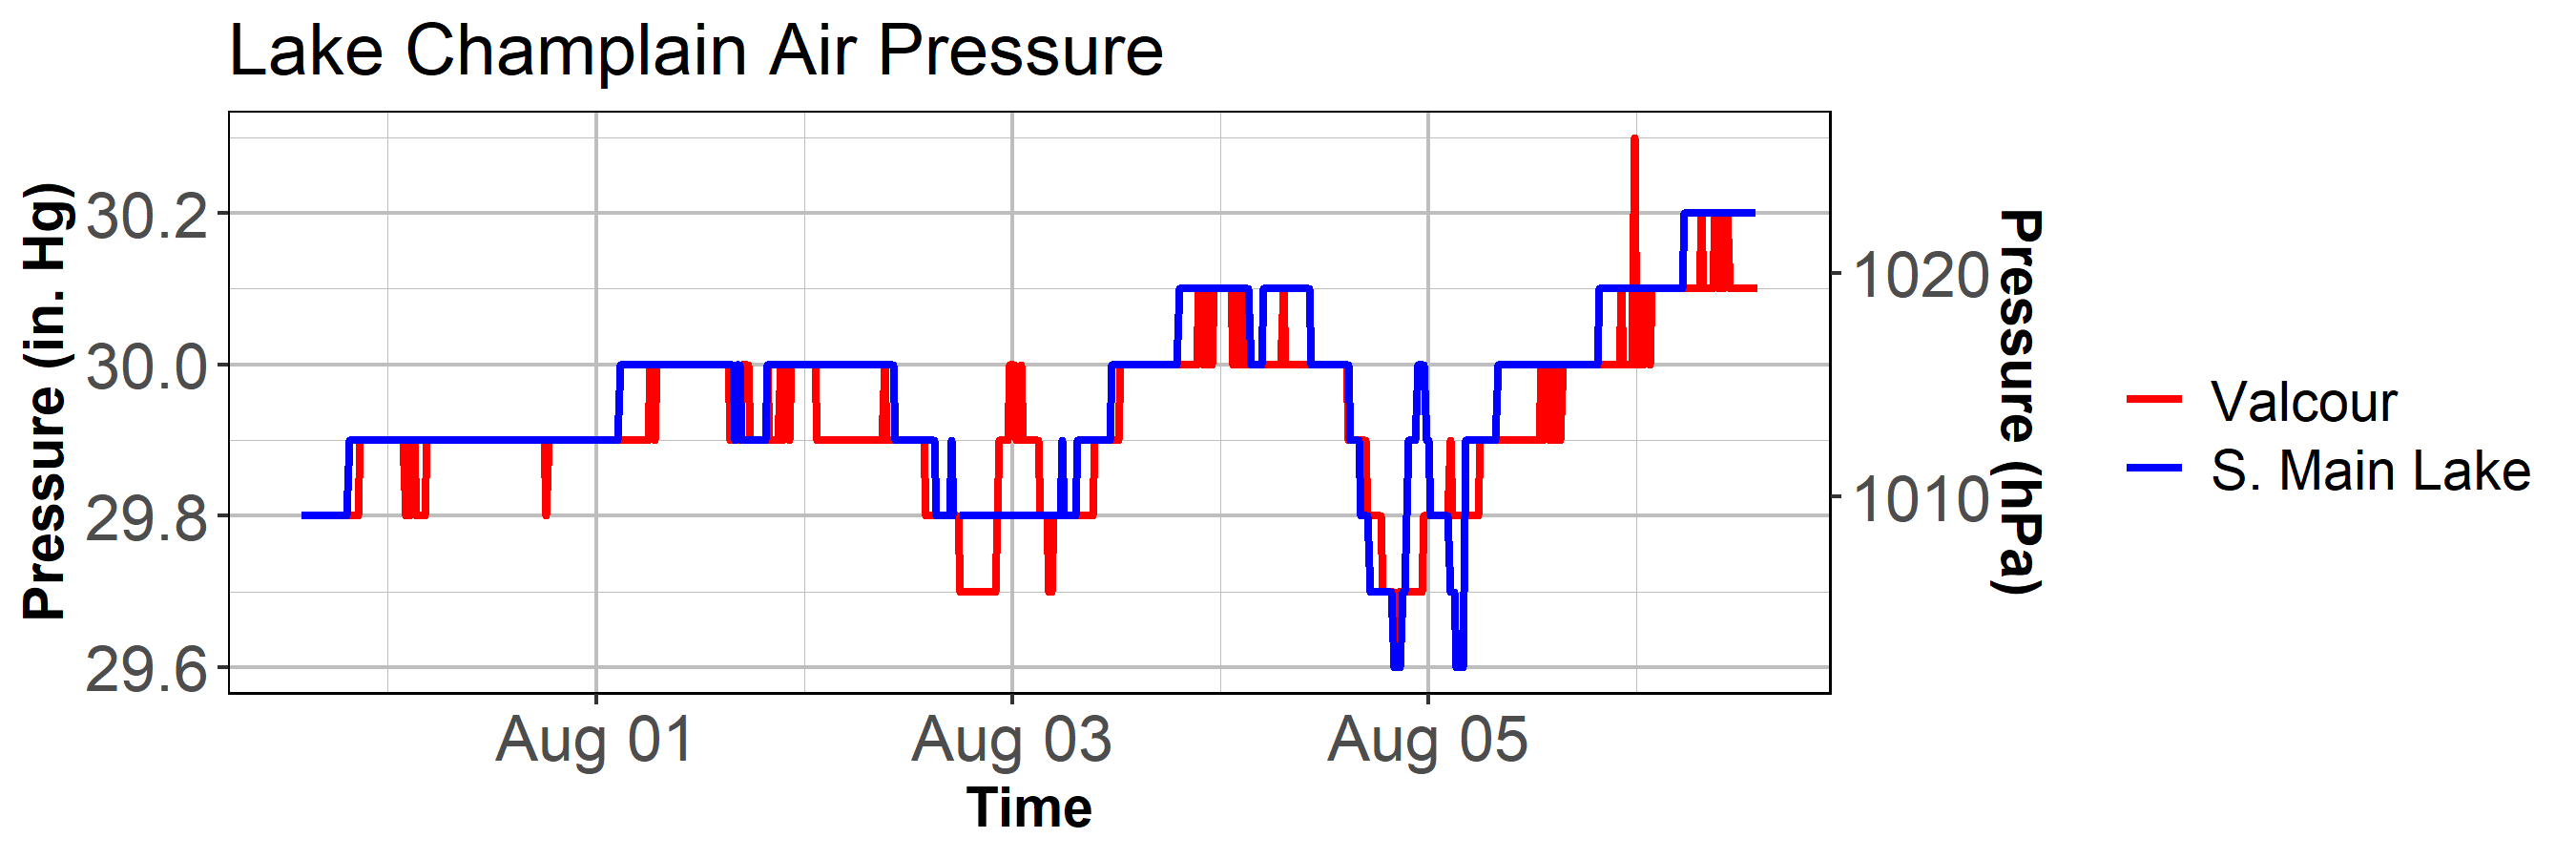 Lake Champlain Air Pressure
Pressure (in. Hg)
30.2
30.0
29.8
29.6
1020
1010
Pressure (hPa)
Valcour
S. Main Lake
Aug 01
Aug 03
Aug 05
Time